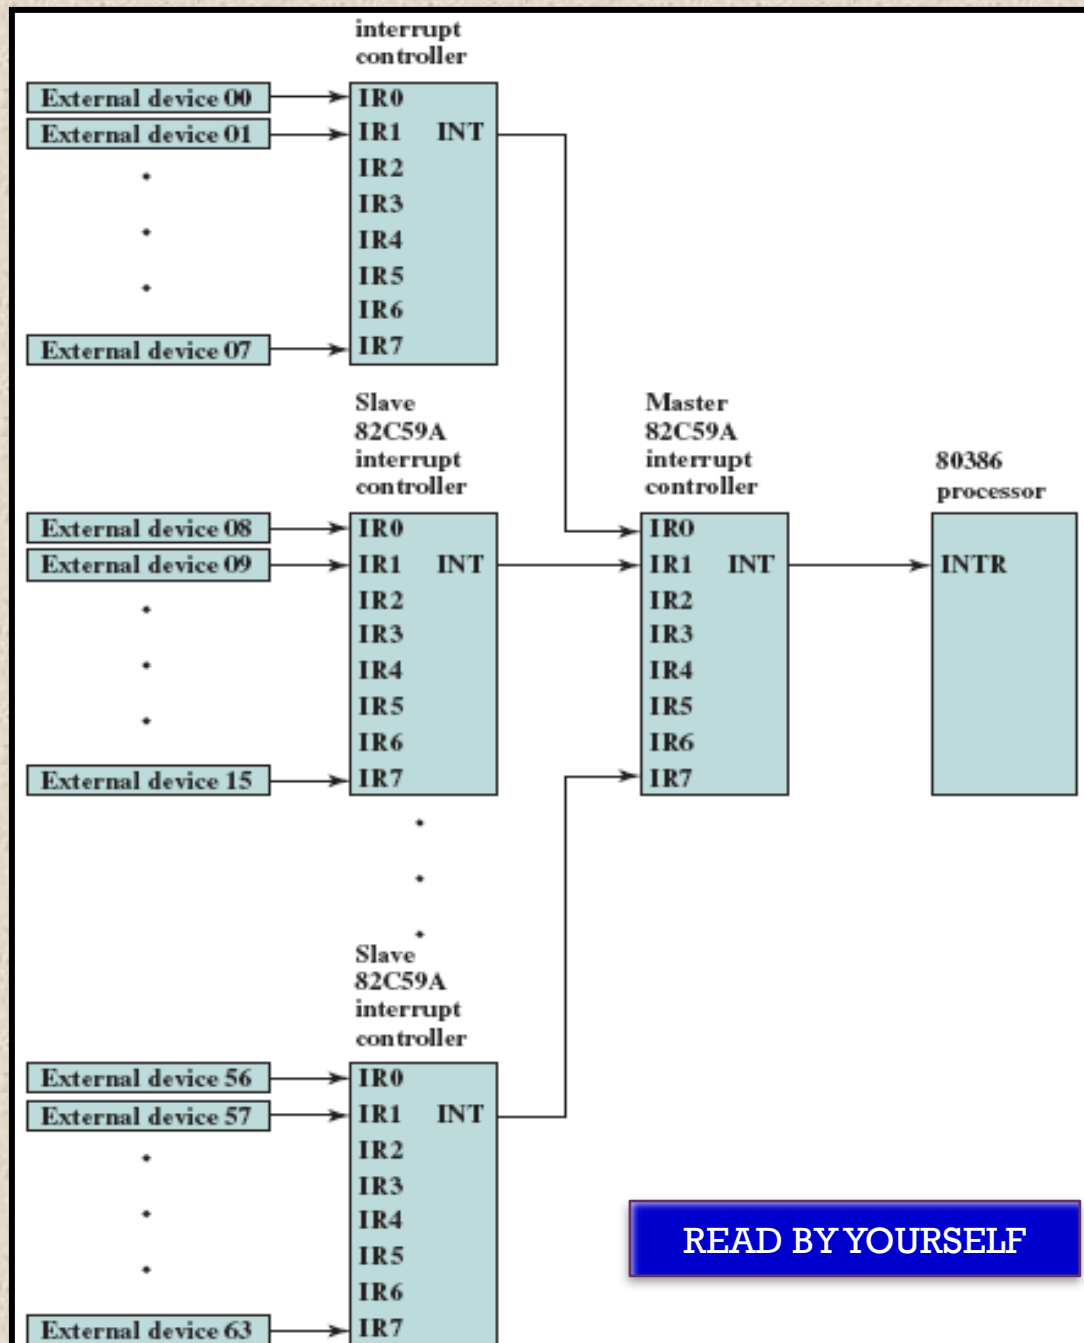 interrupt
controller
External device 00
External device 01
External device 07
IR0
IR1 INT
IR2
IR3
IR4
IR5
IR6
IR7
Slave
82C59A
interrupt
controller
External device 08
External device 09
External device 15
IR0
IR1 INT
IR2
IR3
IR4
IR5
IR6
IR7
Master
82C59A
interrupt
controller
IR0
IR1 INT
IR2
IR3
IR4
IR5
IR6
IR7
80386
processor
INTR
Slave
82C59A
interrupt
controller
External device 56
External device 57
External device 63
IR0
IR1 INT
IR2
IR3
IR4
IR5
IR6
IR7
READ BY YOURSELF